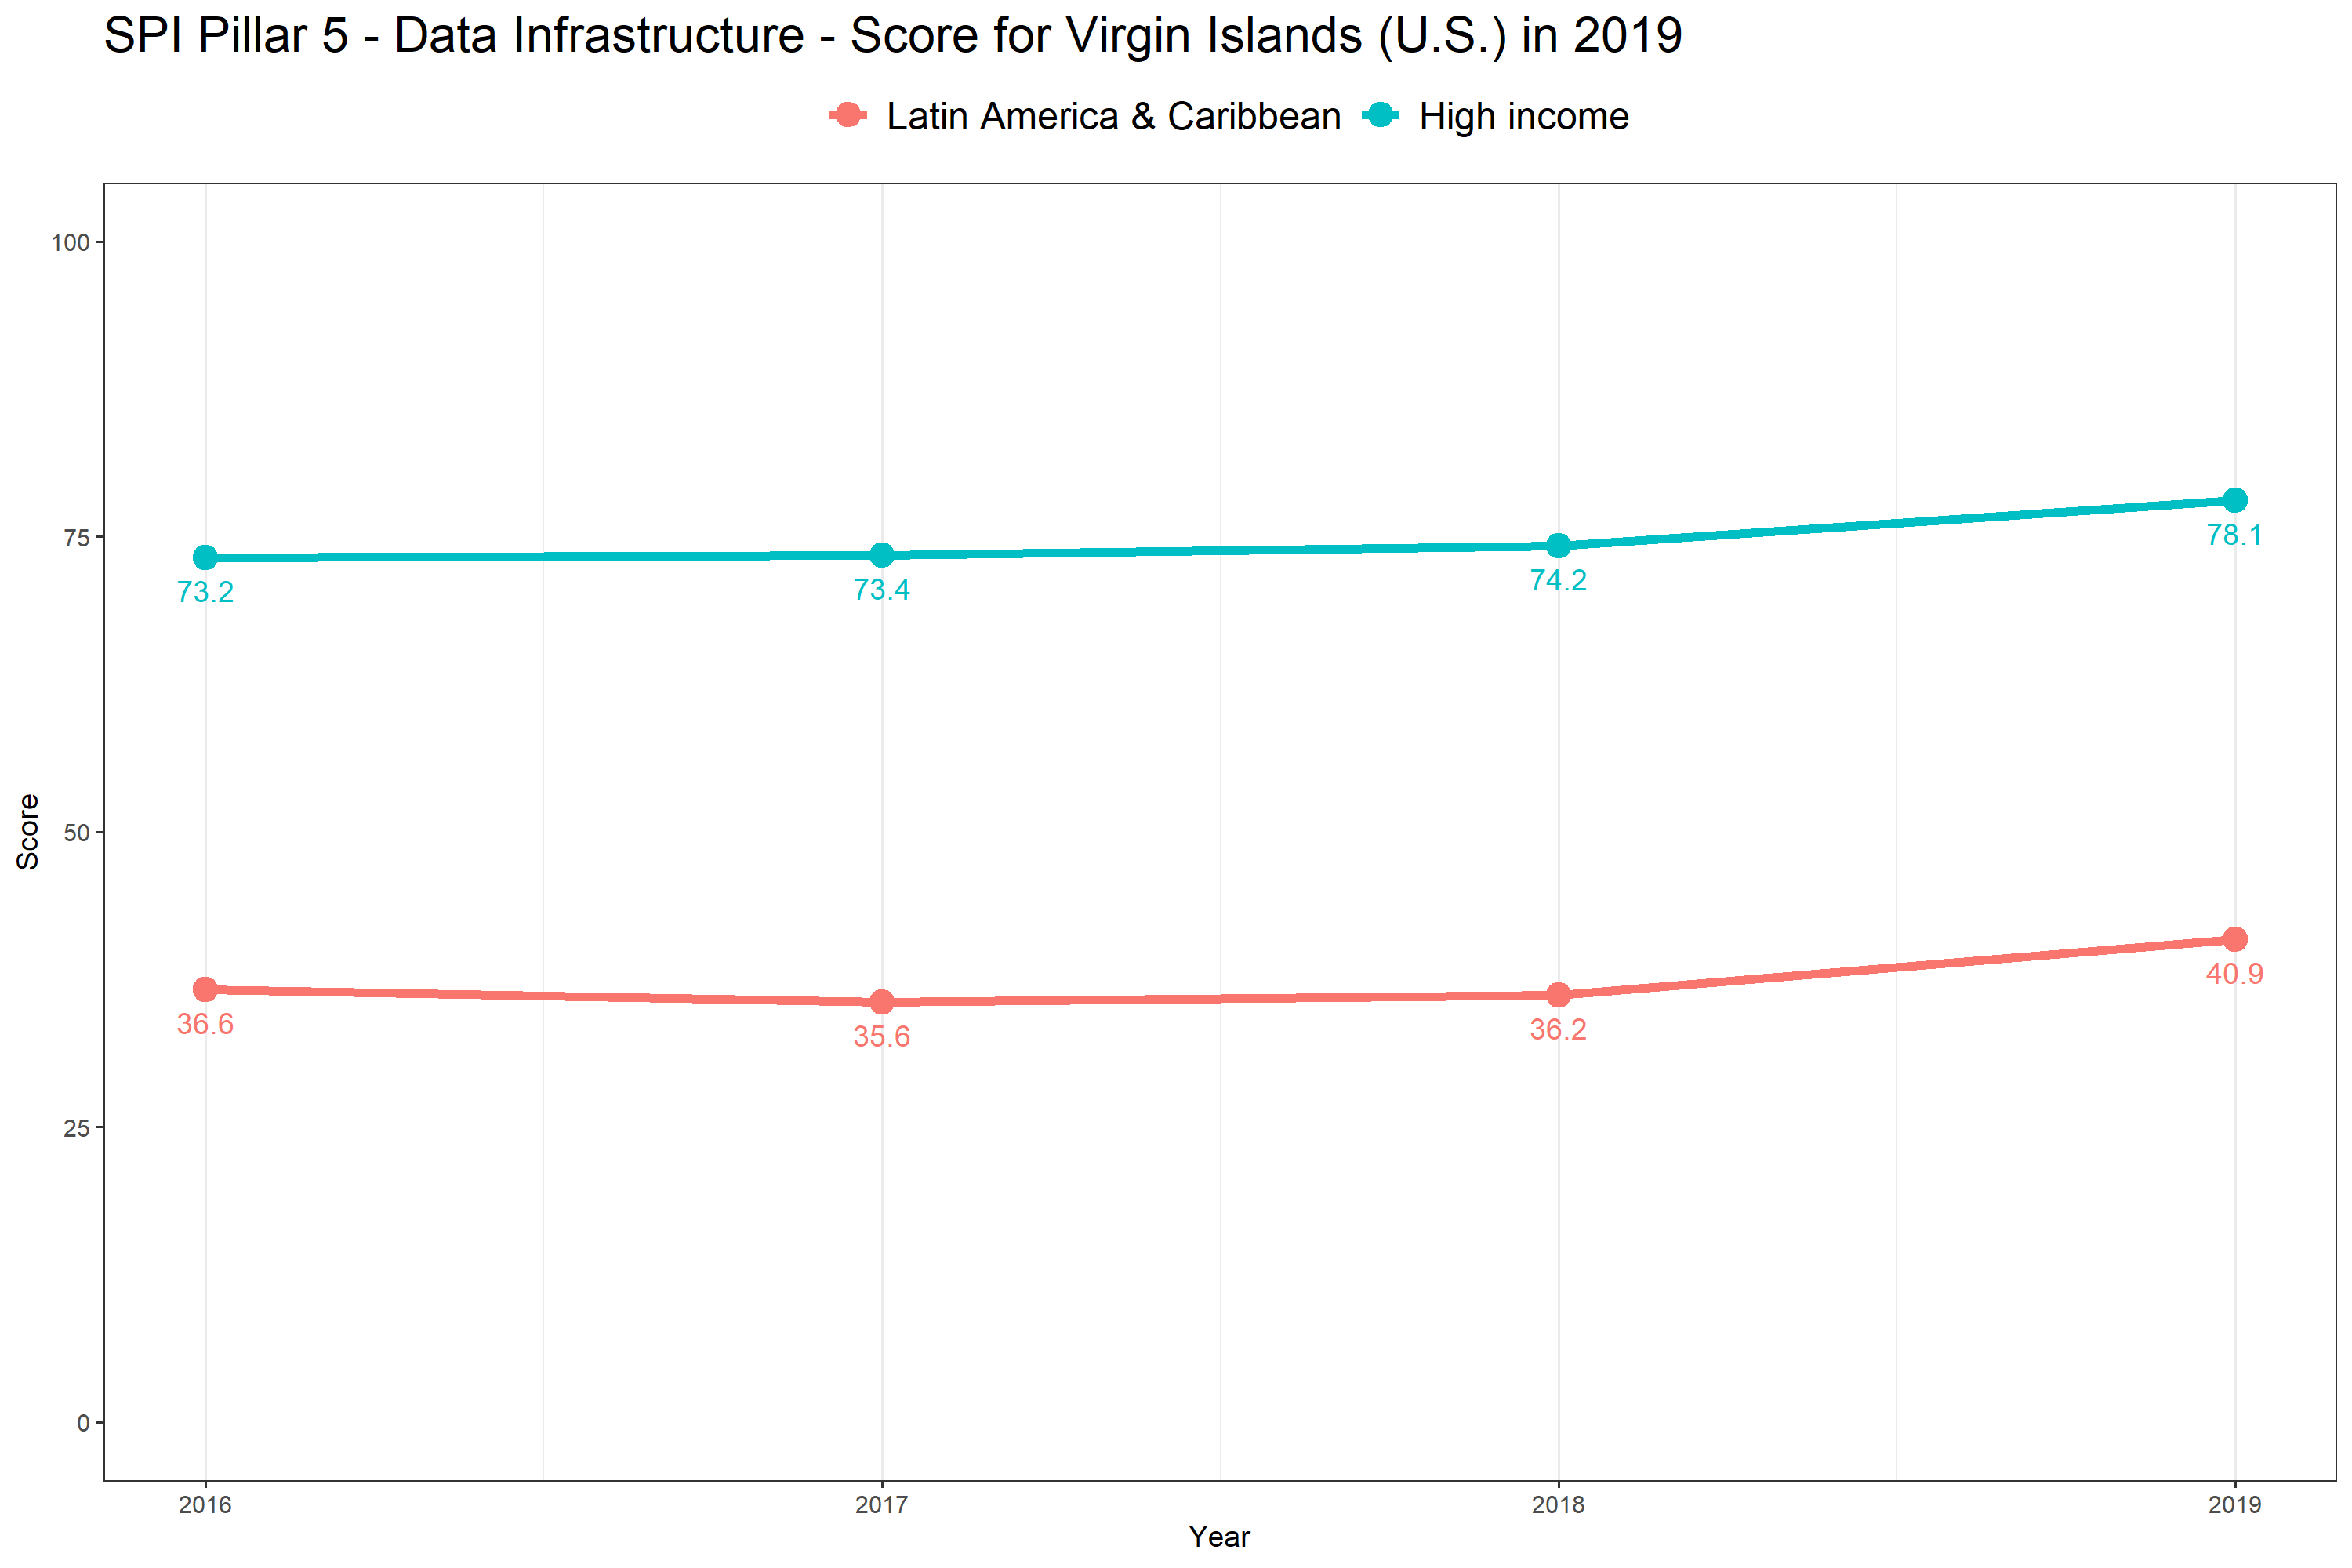 SPI Pillar 5 - Data Infrastructure - Score for Virgin Islands (U.S.) in 2019
Latin America & Caribbean High income
100
75
50
25
0
Score
73.2
73.4
74.2
78.1
36.6
35.6
36.2
40.9
2016 2017 2018 2019
Year